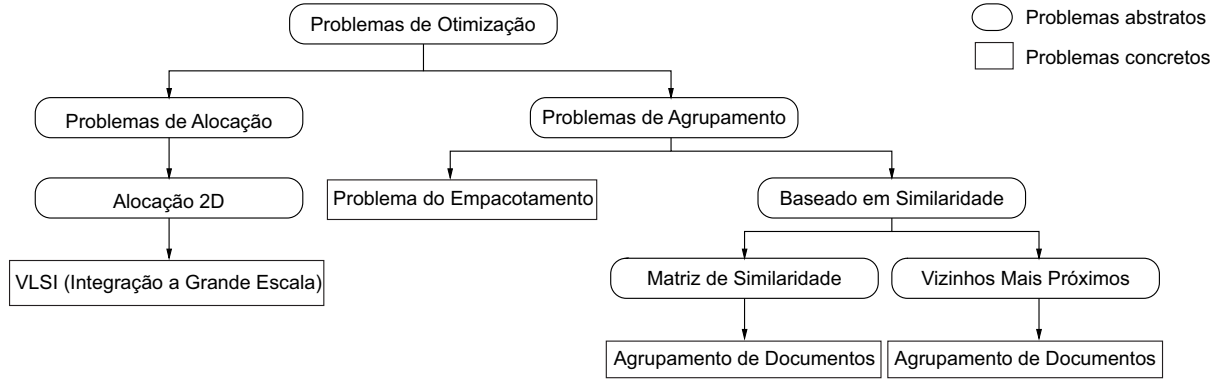 Problemas de Otimização
Problemas abstratos
Problemas concretos
Problemas de Alocação
Problemas de Agrupamento
Alocação 2D
Problema do Empacotamento
Baseado em Similaridade
VLSI (Integração a Grande Escala)
Matriz de Similaridade
Vizinhos Mais Próximos
Agrupamento de Documentos
Agrupamento de Documentos